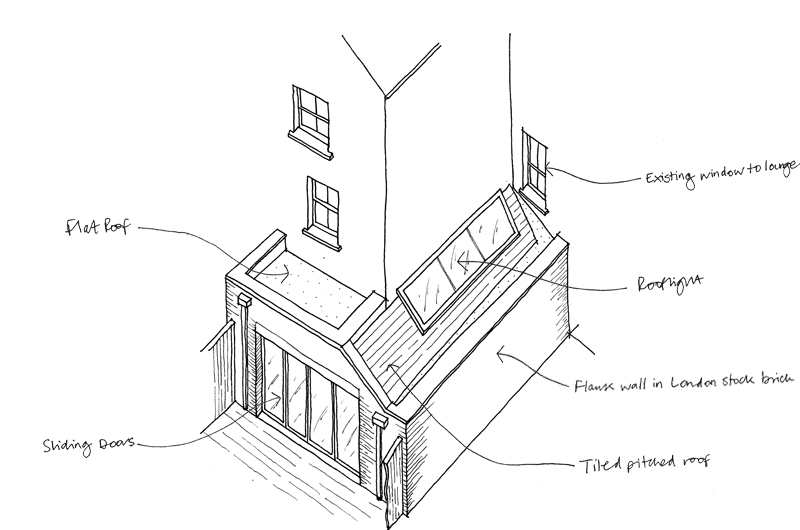 Existing window to lounge
Flat Roof
Rooflight
Flank wall in London stock brick
Sliding Doors
Tiled pitched roof